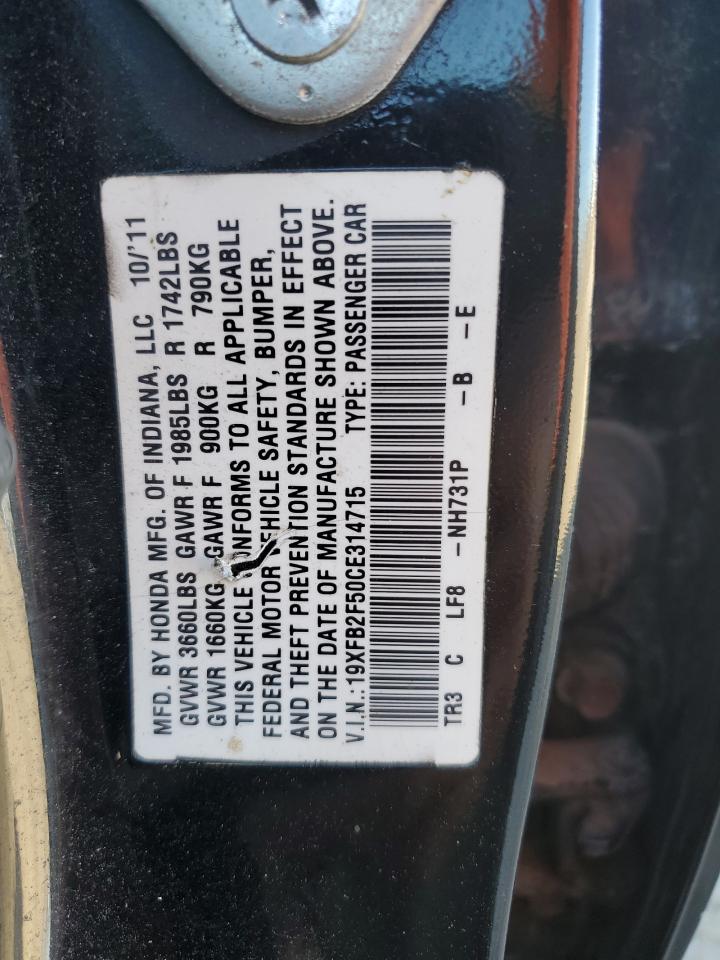 MFD. BY HONDA MFG. OF INDIANA, LLC 10/'11
GVWR 3660LBS GAWR F 1985LBS R 1742LBS
GVWR 1660KG GAWR F 900KG R 790KG
THIS VEHICLE CONFORMS TO ALL APPLICABLE
FEDERAL MOTOR VEHICLE SAFETY, BUMPER,
AND THEFT PREVENTION STANDARDS IN EFFECT
ON THE DATE OF MANUFACTURE SHOWN ABOVE.
V.I.N.:19XFB2F50CE314715 TYPE: PASSENGER CAR
TR3 C LF8 -NH731P -B -E